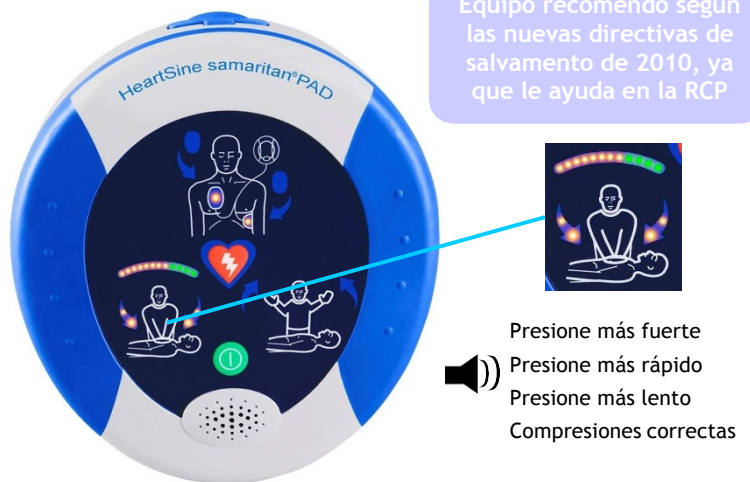 Equipo recomendo según
las nuevas directivas de
salvamento de 2010, ya
que le ayuda en la RCP
HeartSine samaritan®PAD
Presione más fuerte
Presione más rápido
Presione más lento
Compresiones correctas